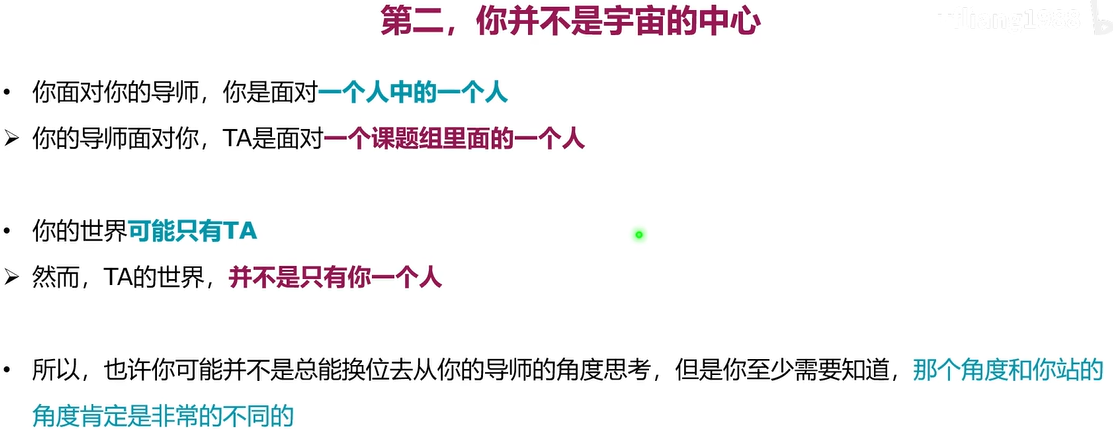 第二，你并不是宇宙的中心
• 你面对你的导师，你是面对一个人中的一个人
➢ 你的导师面对你，TA是面对一个课题组里面的一个人
• 你的世界可能只有TA
➢ 然而，TA的世界，并不是只有你一个人
• 所以，也许你可能并不是总能换位去从你的导师的角度思考，但是你至少需要知道，那个角度和你站的
角度肯定是非常的不同的